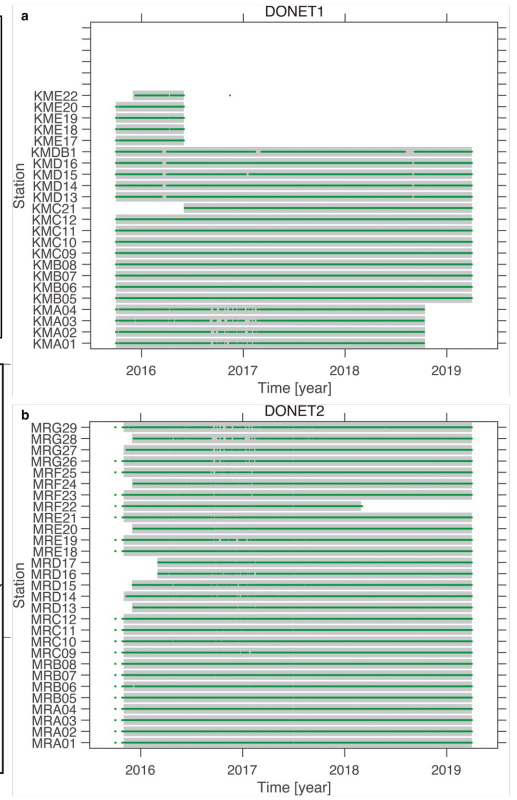 a
DONET1
KME22
KME20
KME19
KME18
KME17
KMDB1
KMD16
KMD15
KMD14
KMD13
KMC21
KMC12
KMC11
KMC10
KMC09
KMB08
KMB07
KMB06
KMB05
KMA04
KMA03
KMA02
KMA01
Station
2016 2017 2018 2019
Time [year]
b
DONET2
MRG29
MRG28
MRG27
MRG26
MRF25
MRF24
MRF23
MRF22
MRE21
MRE20
MRE19
MRE18
MRD17
MRD16
MRD15
MRD14
MRD13
MRC12
MRC11
MRC10
MRC09
MRB08
MRB07
MRB06
MRB05
MRA04
MRA03
MRA02
MRA01
Station
2016 2017 2018 2019
Time [year]